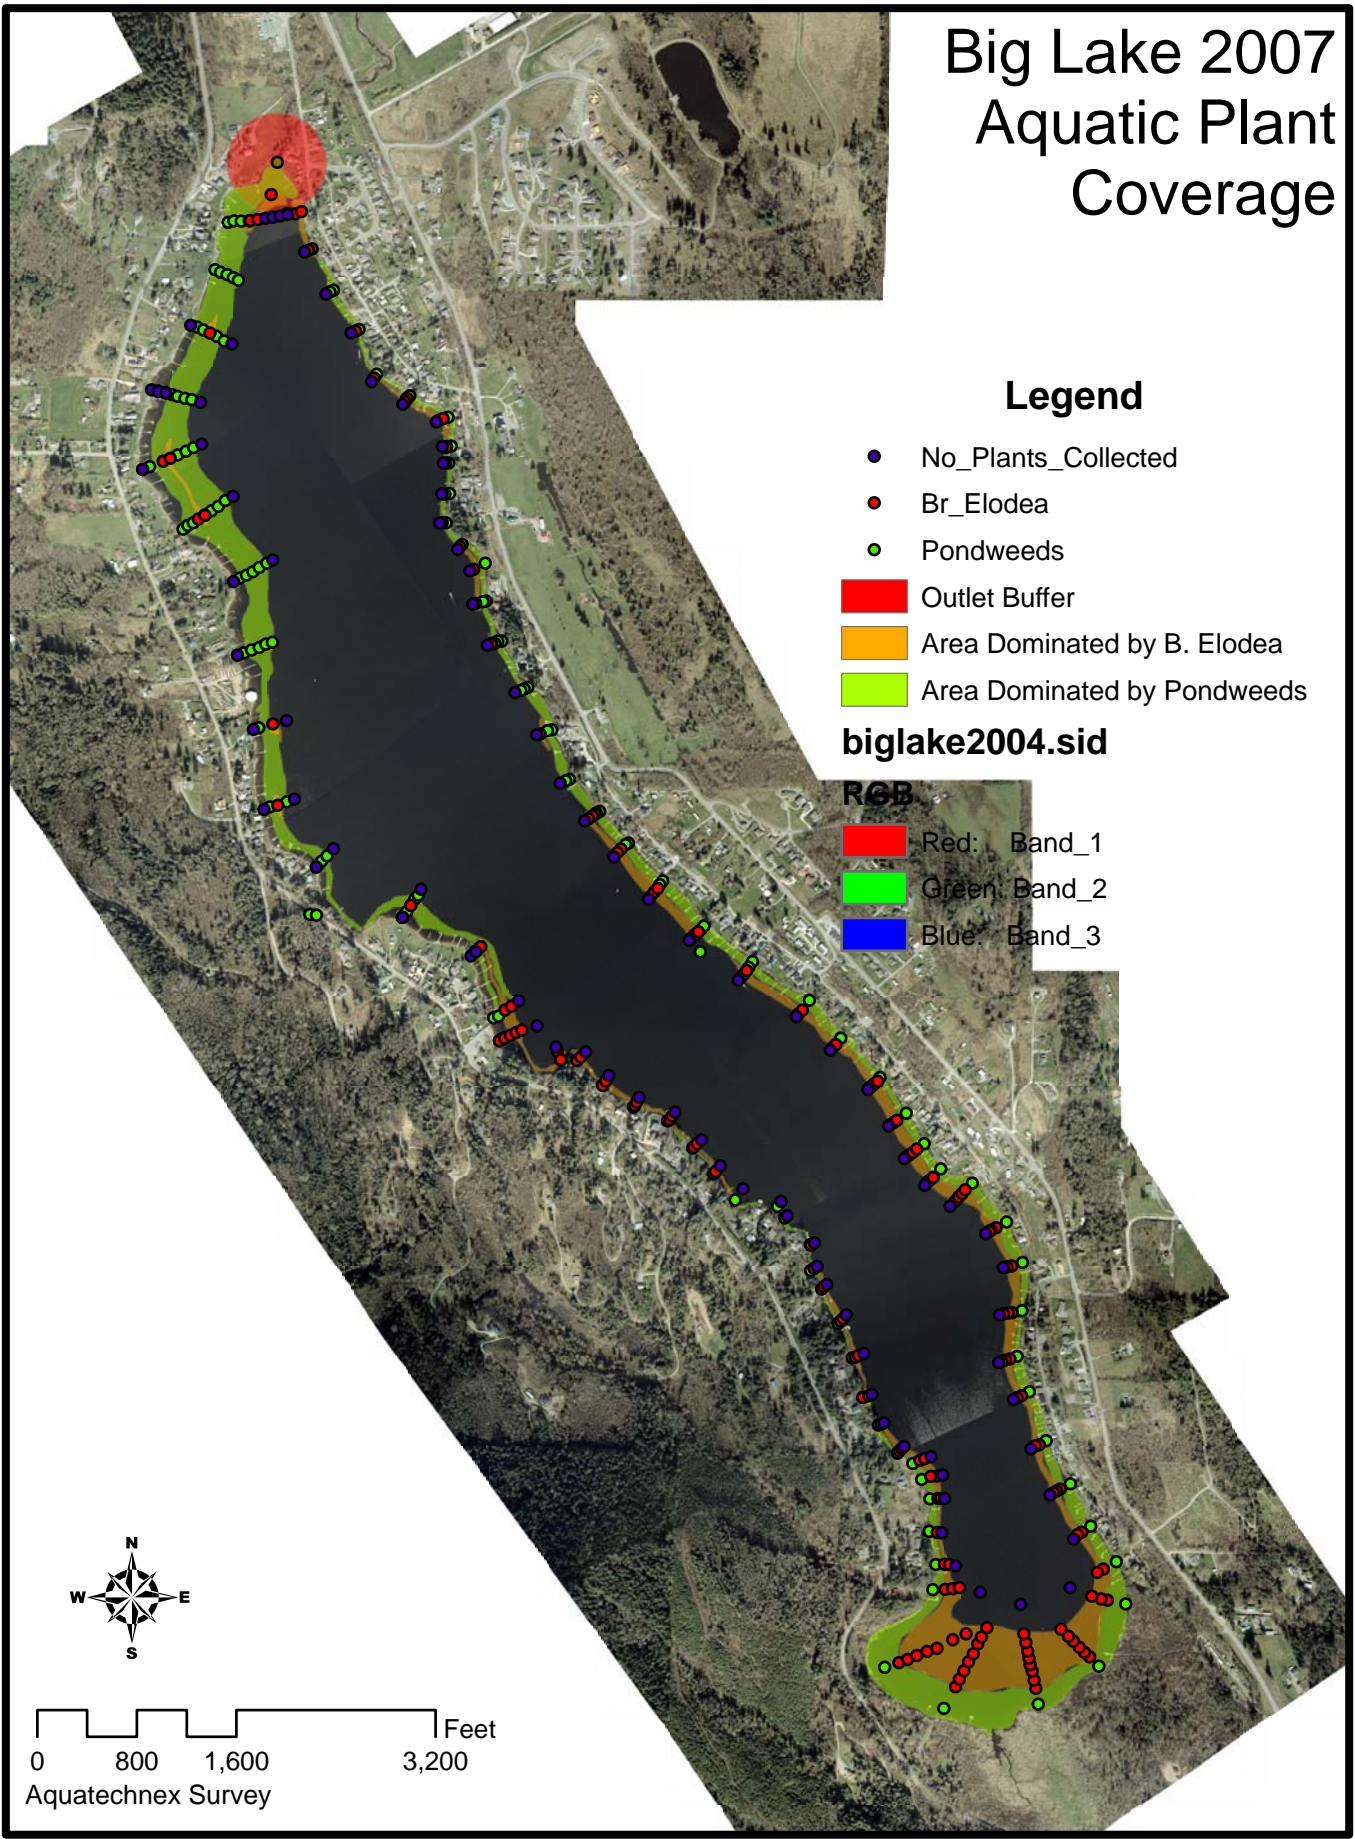 Big Lake 2007
Aquatic Plant
Coverage
Legend
No_Plants_Collected
Br_Elodea
Pondweeds
Outlet Buffer
Area Dominated by B. Elodea
Area Dominated by Pondweeds
biglake2004.sid
RGB
Red: Band_1
Green: Band_2
Blue: Band_3
N
W E
S
Feet
0 800 1,600 3,200
Aquatechnex Survey